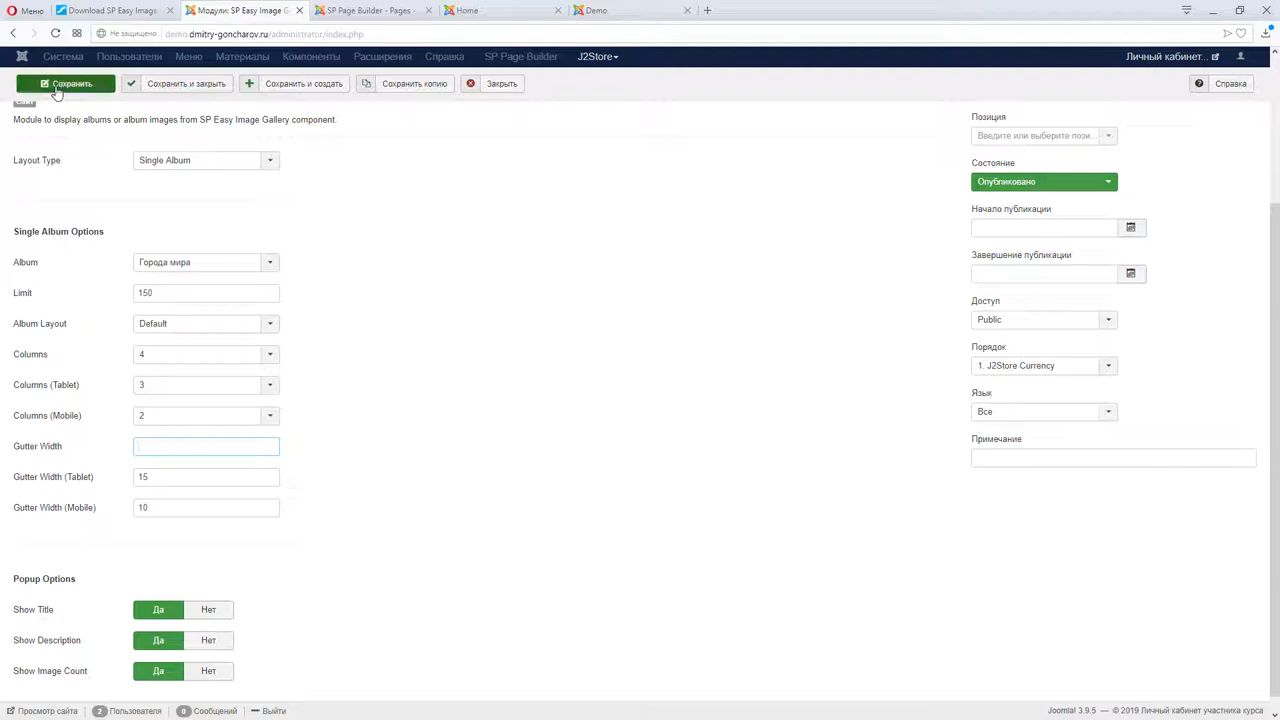 Меню
Download SP Easy Image
Модули: SP Easy Image G
SP Page Builder - Pages -
Home
Demo
Не защищено
demo.dmitry-goncharov.ru/administrator/index.php
Система
Пользователи
Меню
Материалы
Компоненты
Расширения
Справка
SP Page Builder
J2Store
Личный кабинет...
Сохранить
Сохранить и закрыть
Сохранить и создать
Сохранить копию
Закрыть
Справка
Module to display albums or album images from SP Easy Image Gallery component.
Layout Type
Single Album
Single Album Options
Album
Города мира
Limit
150
Album Layout
Default
Columns
4
Columns (Tablet)
3
Columns (Mobile)
2
Gutter Width
Gutter Width (Tablet)
15
Gutter Width (Mobile)
10
Popup Options
Show Title
Да
Нет
Show Description
Да
Нет
Show Image Count
Да
Нет
Позиция
Введите или выберите пози
Состояние
Опубликовано
Начало публикации
Завершение публикации
Доступ
Public
Порядок
1. J2Store Currency
Язык
Все
Примечание
Просмотр сайта
2 Пользователя
0 Сообщений
Выйти
Joomla! 3.9.5 — © 2019 Личный кабинет участника курса